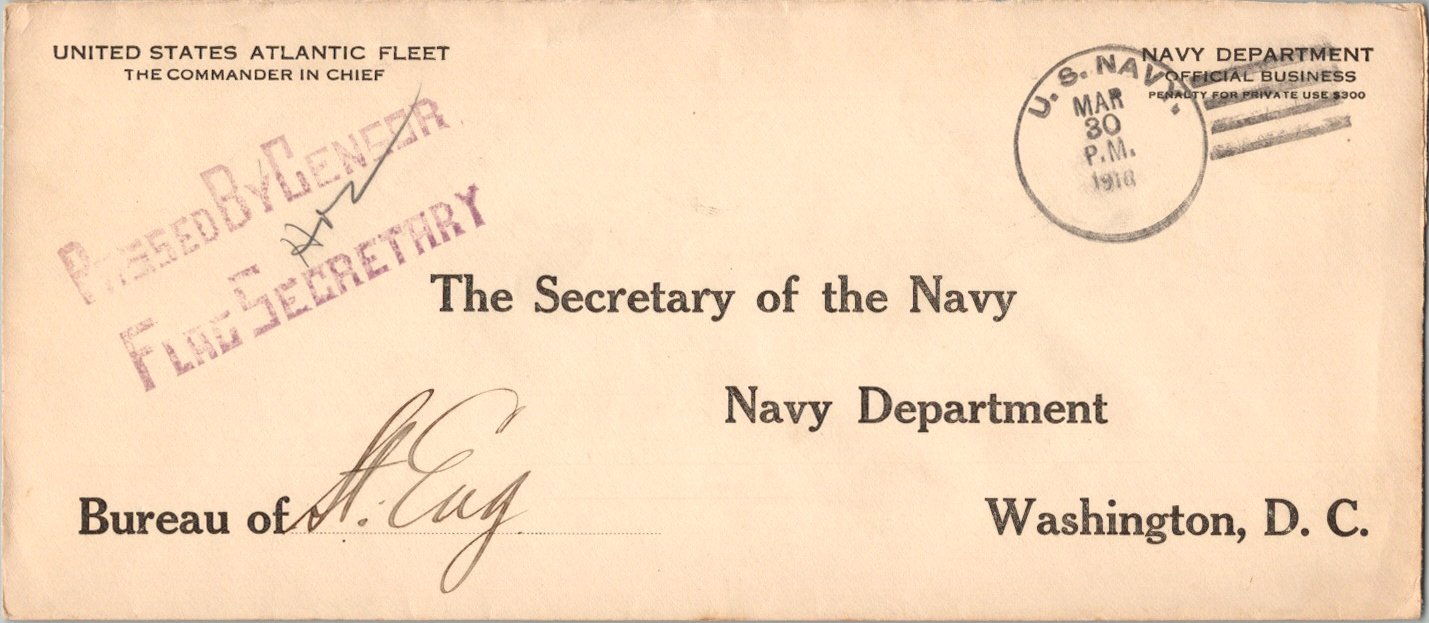 UNITED STATES ATLANTIC FLEET
THE COMMANDER IN CHIEF
NAVY DEPARTMENT
OFFICIAL BUSINESS
PENALTY FOR PRIVATE USE $300
U.S. NAVY.
MAR
30
P.M.
1918
PASSED BY CENSOR
FLAG SECRETARY
The Secretary of the Navy
Navy Department
Bureau of St. Eng.
Washington, D. C.